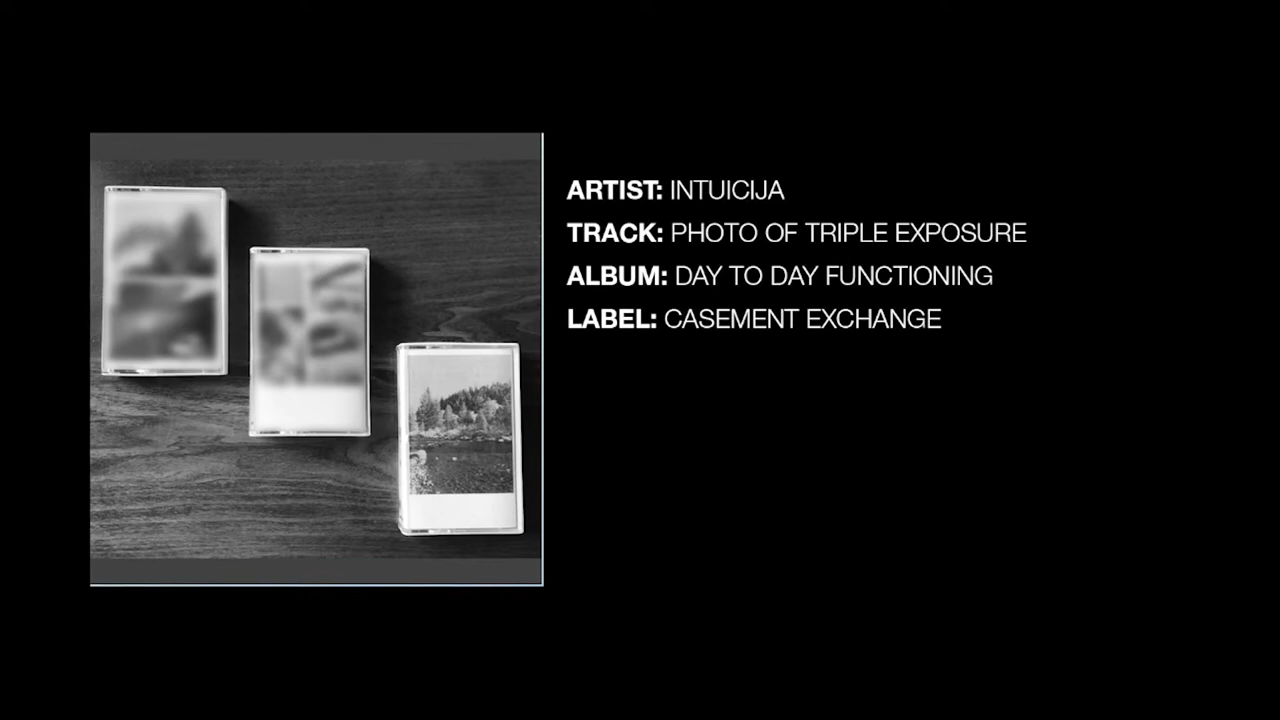 ARTIST: INTUICIJA
TRACK: PHOTO OF TRIPLE EXPOSURE
ALBUM: DAY TO DAY FUNCTIONING
LABEL: CASEMENT EXCHANGE